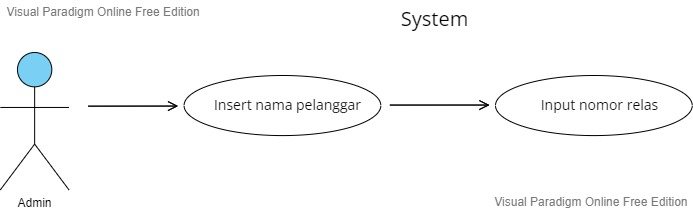 Visual Paradigm Online Free Edition
System
Insert nama pelanggar
Input nomor relas
Admin
Visual Paradigm Online Free Edition